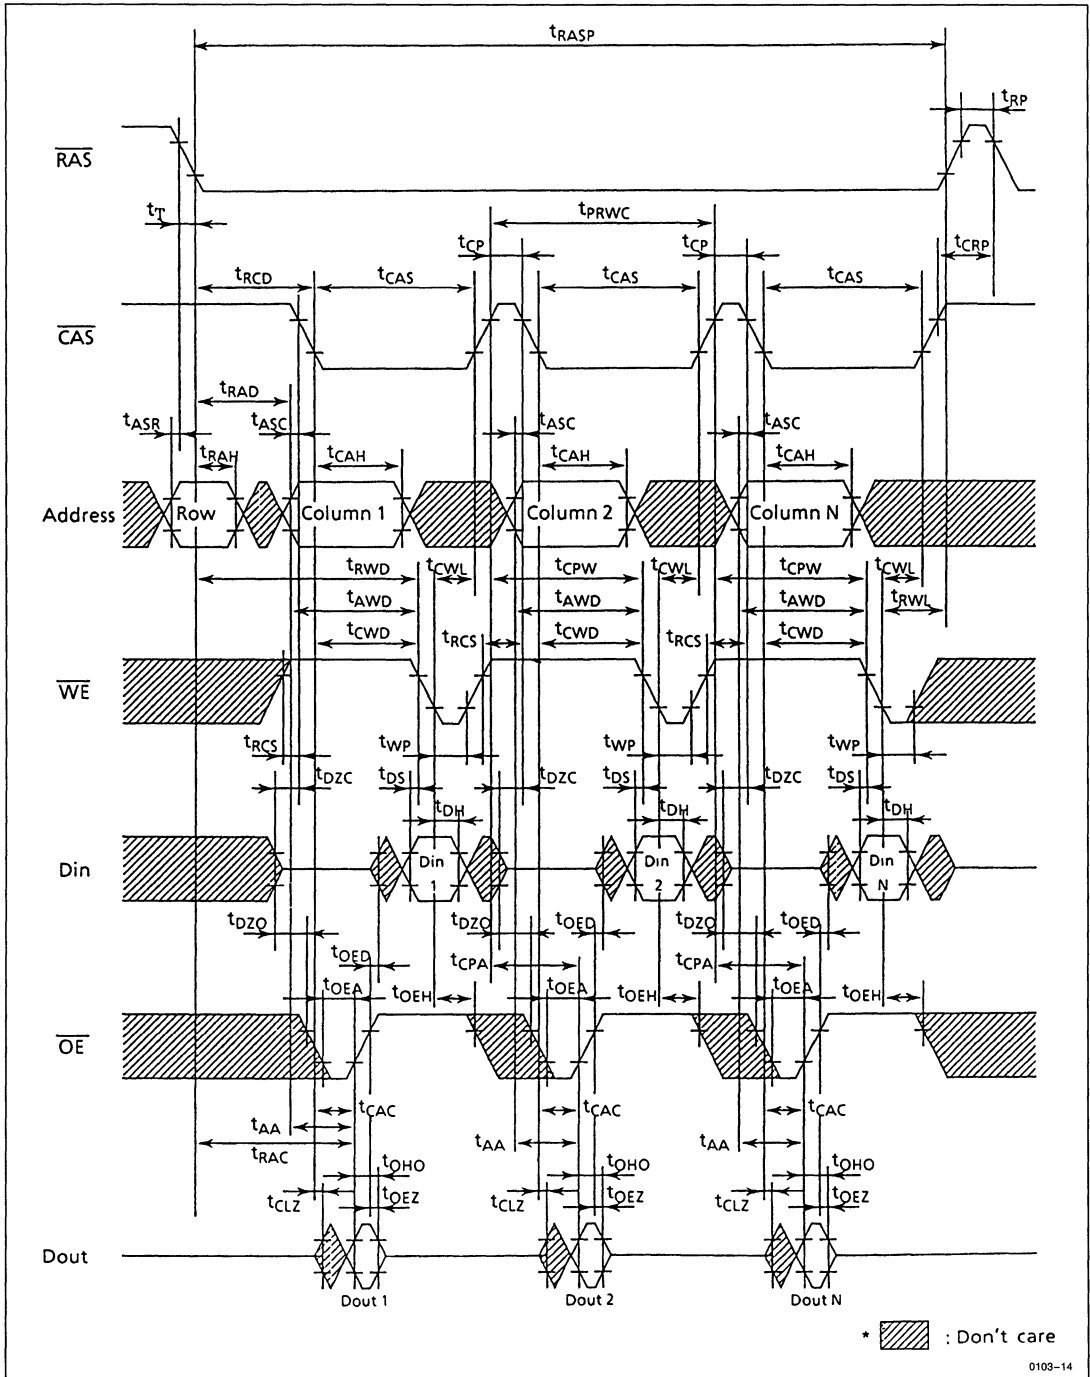 tRASP
tRP
RAS
tT
tPRWC
tCP
tCP
tCRP
tRCD
tCAS
tCAS
tCAS
CAS
tRAD
tASR
tASC
tASC
tASC
tRAH
tCAH
tCAH
tCAH
Address
Row
Column 1
Column 2
Column N
tRWD
tCWL
tCPW
tCWL
tCPW
tCWL
tAWD
tAWD
tAWD
tRWL
tCWD
tRCS
tCWD
tRCS
tCWD
WE
tRCS
tWP
tWP
tWP
tDZC
tDS
tDZC
tDS
tDZC
tDS
tDH
tDH
tDH
Din
Din 1
Din 2
Din N
tDZO
tDZO
tOED
tDZO
tOED
tOED
tCPA
tCPA
tOEA
tOEH
tOEA
tOEH
tOEA
tOEH
OE
tCAC
tCAC
tCAC
tAA
tAA
tAA
tRAC
tOHO
tOHO
tOHO
tCLZ
tOEZ
tCLZ
tOEZ
tCLZ
tOEZ
Dout
Dout 1
Dout 2
Dout N
* : Don't care
0103–14